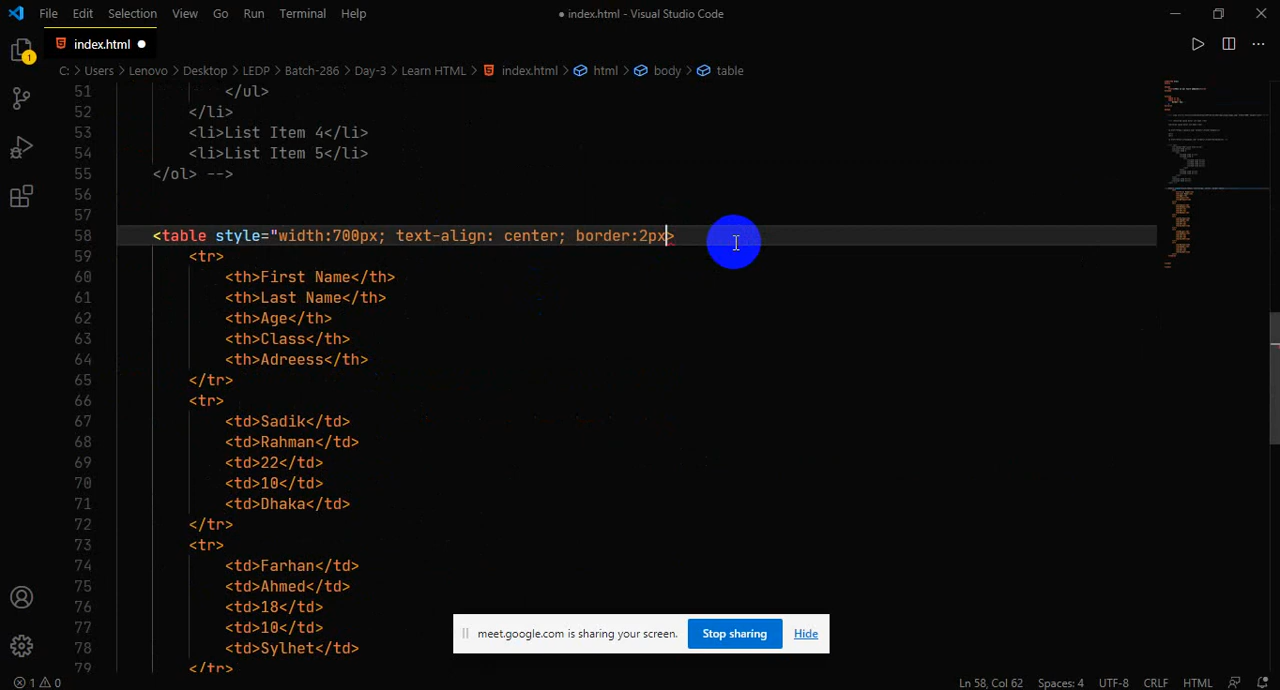 File Edit Selection View Go Run Terminal Help
● index.html - Visual Studio Code
index.html ●
1
C: > Users > Lenovo > Desktop > LEDP > Batch-286 > Day-3 > Learn HTML > index.html > html > body > table
51 </ul>
52 </li>
53 <li>List Item 4</li>
54 <li>List Item 5</li>
55 </ol> -->
56
57
58 <table style="width:700px; text-align: center; border:2px>
59 <tr>
60 <th>First Name</th>
61 <th>Last Name</th>
62 <th>Age</th>
63 <th>Class</th>
64 <th>Adreess</th>
65 </tr>
66 <tr>
67 <td>Sadik</td>
68 <td>Rahman</td>
69 <td>22</td>
70 <td>10</td>
71 <td>Dhaka</td>
72 </tr>
73 <tr>
74 <td>Farhan</td>
75 <td>Ahmed</td>
76 <td>18</td>
77 <td>10</td>
78 <td>Sylhet</td>
79 </tr>
meet.google.com is sharing your screen. Stop sharing Hide
1 0 Ln 58, Col 62 Spaces: 4 UTF-8 CRLF HTML